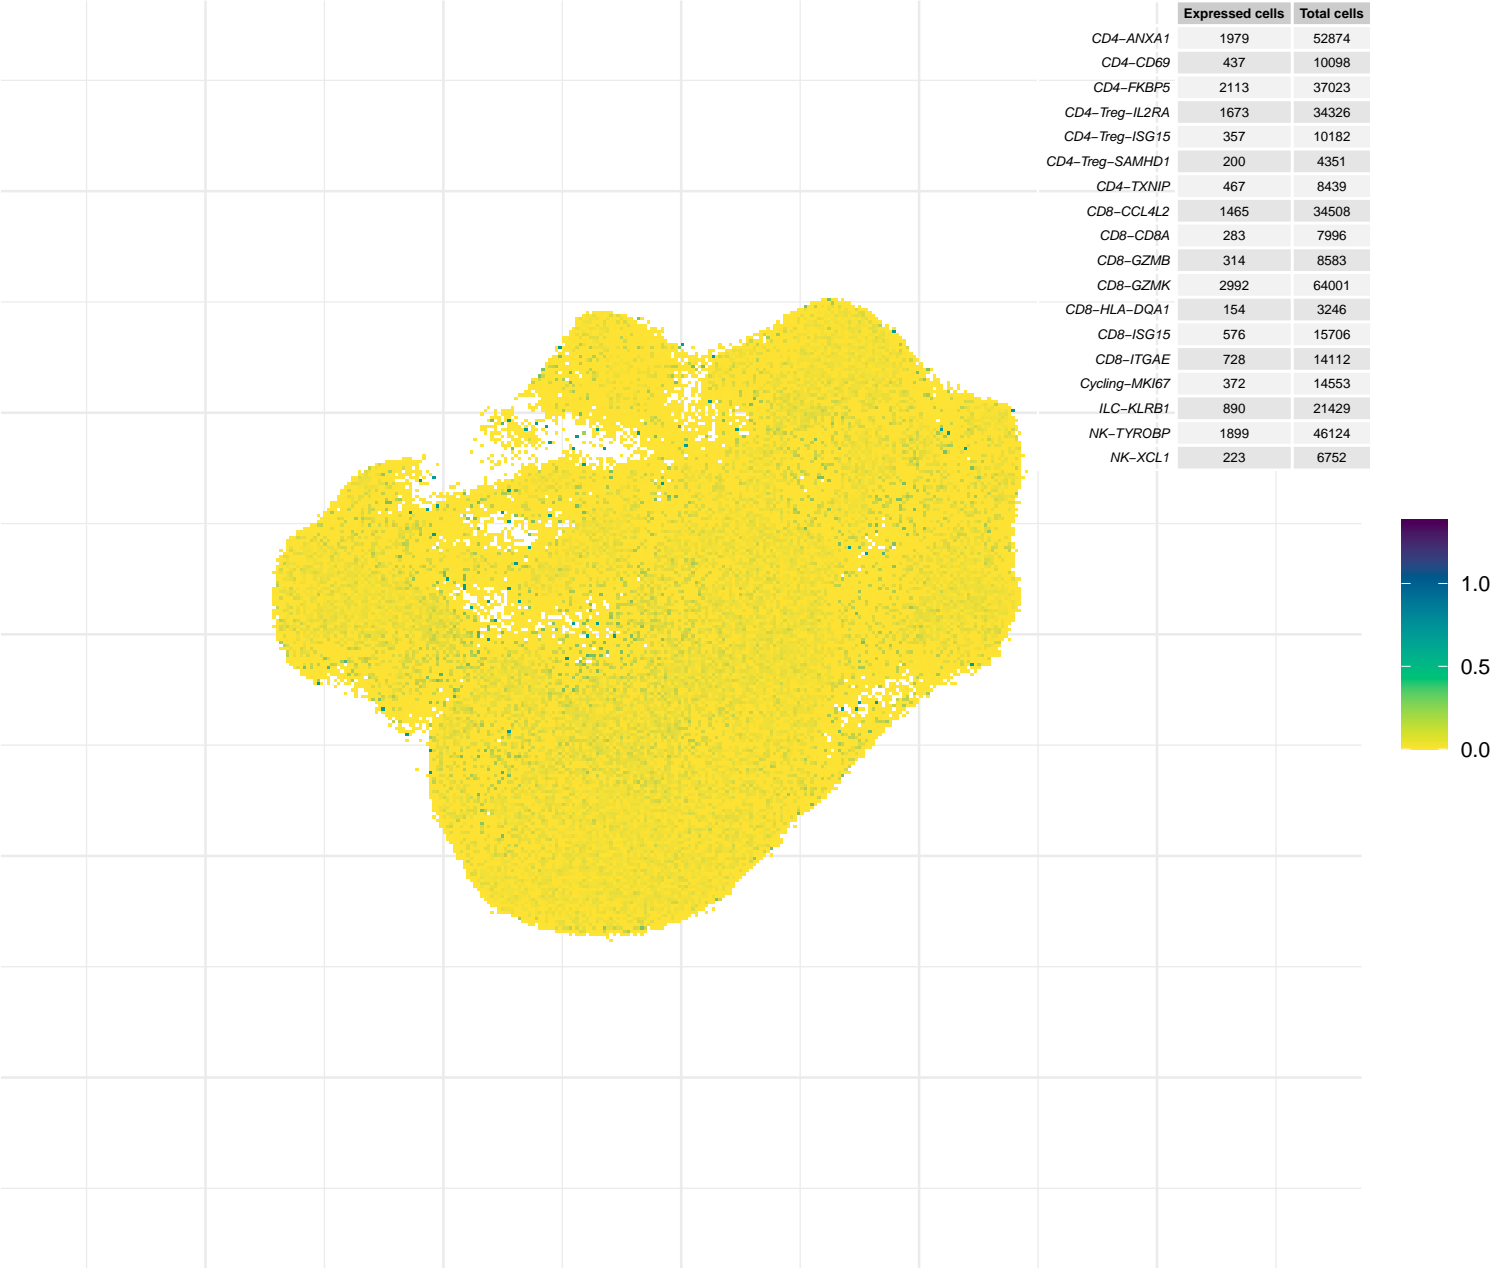 Expressed cells Total cells
CD4−ANXA1 1979 52874
CD4−CD69 437 10098
CD4−FKBP5 2113 37023
CD4−Treg−IL2RA 1673 34326
CD4−Treg−ISG15 357 10182
CD4−Treg−SAMHD1 200 4351
CD4−TXNIP 467 8439
CD8−CCL4L2 1465 34508
CD8−CD8A 283 7996
CD8−GZMB 314 8583
CD8−GZMK 2992 64001
CD8−HLA−DQA1 154 3246
CD8−ISG15 576 15706
CD8−ITGAE 728 14112
Cycling−MKI67 372 14553
ILC−KLRB1 890 21429
NK−TYROBP 1899 46124
NK−XCL1 223 6752
1.0
0.5
0.0